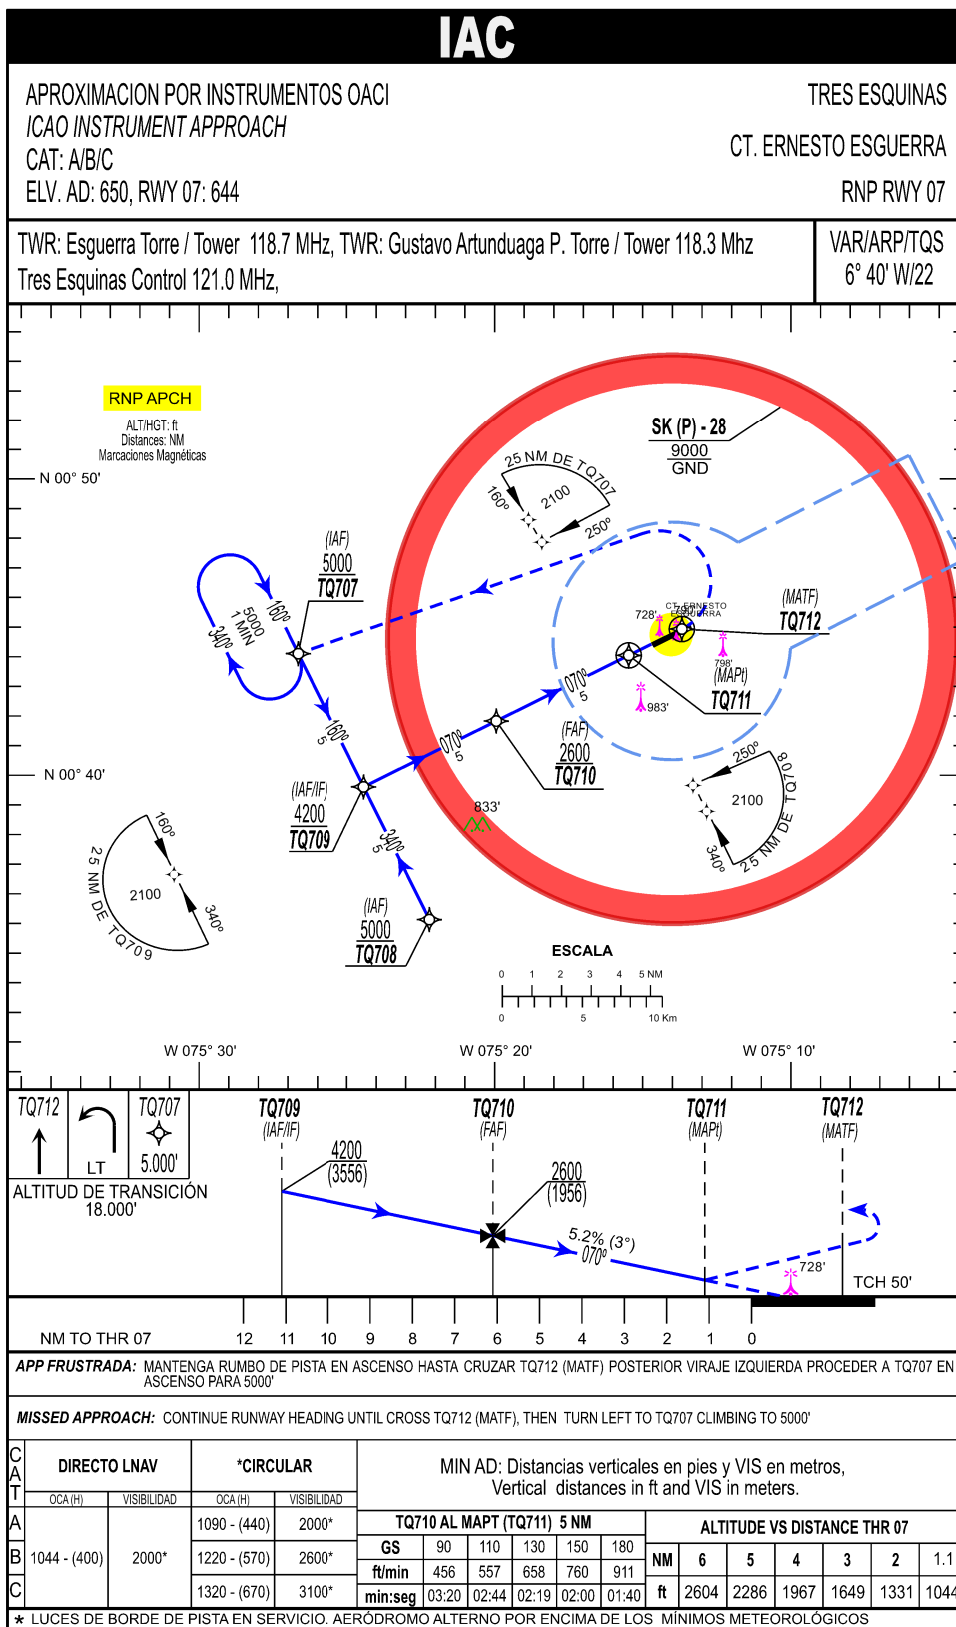 IAC
APROXIMACION POR INSTRUMENTOS OACI
ICAO INSTRUMENT APPROACH
CAT: A/B/C
ELV. AD: 650, RWY 07: 644
TRES ESQUINAS
CT. ERNESTO ESGUERRA
RNP RWY 07
TWR: Esguerra Torre / Tower 118.7 MHz, TWR: Gustavo Artunduaga P. Torre / Tower 118.3 Mhz
Tres Esquinas Control 121.0 MHz,
VAR/ARP/TQS
6° 40' W/22
RNP APCH
ALT/HGT: ft
Distances: NM
Marcaciones Magnéticas
SK (P) - 28
9000
GND
N 00° 50'
25 NM DE TQ707
160º
2100
250º
(IAF)
5000
TQ707
5000
1 MIN
160º
340º
CT. ERNESTO
ESGUERRA
728'
790'
(MATF)
TQ712
798'
(MAPt)
TQ711
983'
070º
5
160º
5
070º
5
(FAF)
2600
TQ710
N 00° 40'
(IAF/IF)
4200
TQ709
833'
250º
2100
340º
25 NM DE TQ708
340º
5
160º
2100
340º
25 NM DE TQ709
(IAF)
5000
TQ708
ESCALA
0 1 2 3 4 5 NM
0 5 10 Km
W 075° 30'
W 075° 20'
W 075° 10'
TQ712
LT
TQ707
5.000'
ALTITUD DE TRANSICIÓN
18.000'
TQ709
(IAF/IF)
TQ710
(FAF)
TQ711
(MAPt)
TQ712
(MATF)
4200
(3556)
2600
(1956)
5.2% (3°)
070º
728'
TCH 50'
NM TO THR 07
12 11 10 9 8 7 6 5 4 3 2 1 0
APP FRUSTRADA: MANTENGA RUMBO DE PISTA EN ASCENSO HASTA CRUZAR TQ712 (MATF) POSTERIOR VIRAJE IZQUIERDA PROCEDER A TQ707 EN
ASCENSO PARA 5000'
MISSED APPROACH: CONTINUE RUNWAY HEADING UNTIL CROSS TQ712 (MATF), THEN TURN LEFT TO TQ707 CLIMBING TO 5000'
CAT
DIRECTO LNAV
*CIRCULAR
OCA (H) VISIBILIDAD OCA (H) VISIBILIDAD
A 1090 - (440) 2000*
B 1044 - (400) 2000* 1220 - (570) 2600*
C 1320 - (670) 3100*
MIN AD: Distancias verticales en pies y VIS en metros,
Vertical distances in ft and VIS in meters.
TQ710 AL MAPT (TQ711) 5 NM
GS 90 110 130 150 180
ft/min 456 557 658 760 911
min:seg 03:20 02:44 02:19 02:00 01:40
ALTITUDE VS DISTANCE THR 07
NM 6 5 4 3 2 1.1
ft 2604 2286 1967 1649 1331 1044
* LUCES DE BORDE DE PISTA EN SERVICIO. AERÓDROMO ALTERNO POR ENCIMA DE LOS MÍNIMOS METEOROLÓGICOS